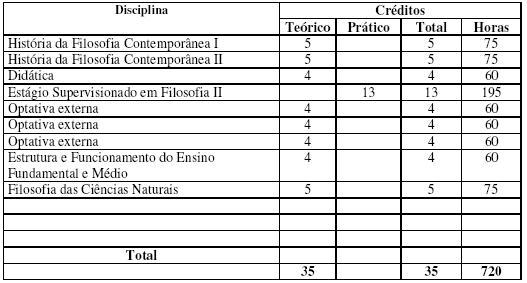 Disciplina Créditos
Teórico Prático Total Horas
História da Filosofia Contemporânea I 5 5 75
História da Filosofia Contemporânea II 5 5 75
Didática 4 4 60
Estágio Supervisionado em Filosofia II 13 13 195
Optativa externa 4 4 60
Optativa externa 4 4 60
Optativa externa 4 4 60
Estrutura e Funcionamento do Ensino 4 4 60
Fundamental e Médio
Filosofia das Ciências Naturais 5 5 75
Total
35 35 720